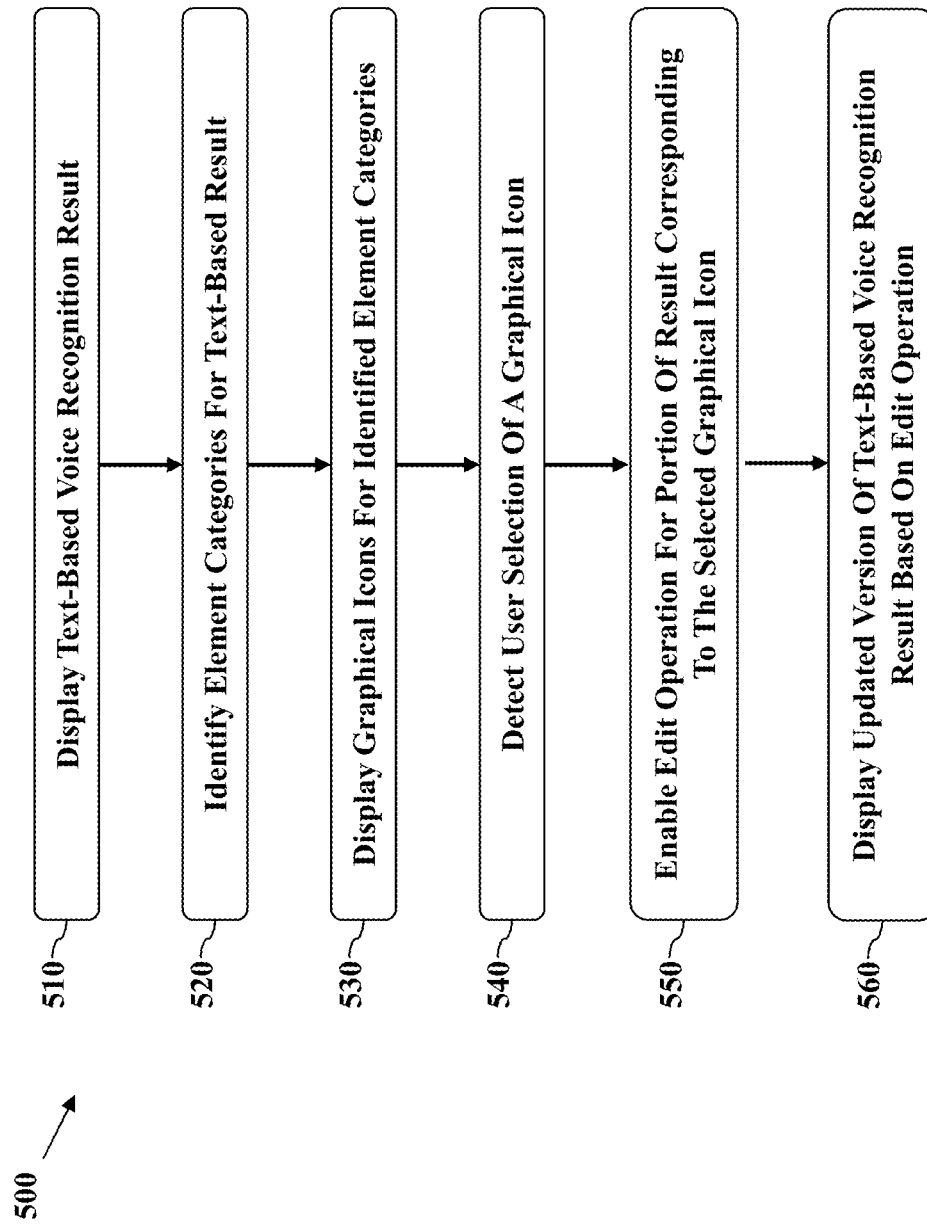 500
510
Display Text-Based Voice Recognition Result
520
Identify Element Categories For Text-Based Result
530
Display Graphical Icons For Identified Element Categories
540
Detect User Selection Of A Graphical Icon
550
Enable Edit Operation For Portion Of Result Corresponding
To The Selected Graphical Icon
560
Display Updated Version Of Text-Based Voice Recognition
Result Based On Edit Operation